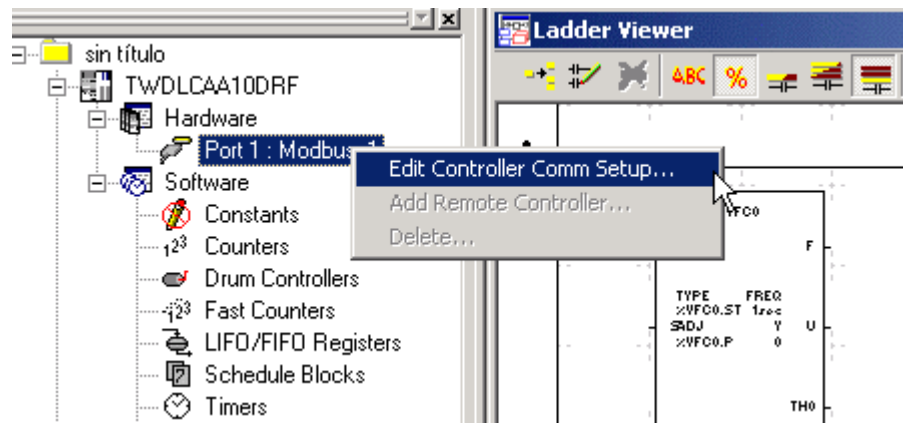 sin título
TWDLCAA10DRF
Hardware
Port 1 : Modbus, 1
Software
Constants
Counters
Drum Controllers
Fast Counters
LIFO/FIFO Registers
Schedule Blocks
Timers
Edit Controller Comm Setup...
Add Remote Controller...
Delete...
Ladder Viewer
ABC %
F
TYPE FREQ
%VFC0.ST 1sec
SADJ Y U
%VFC0.P 0
TH0